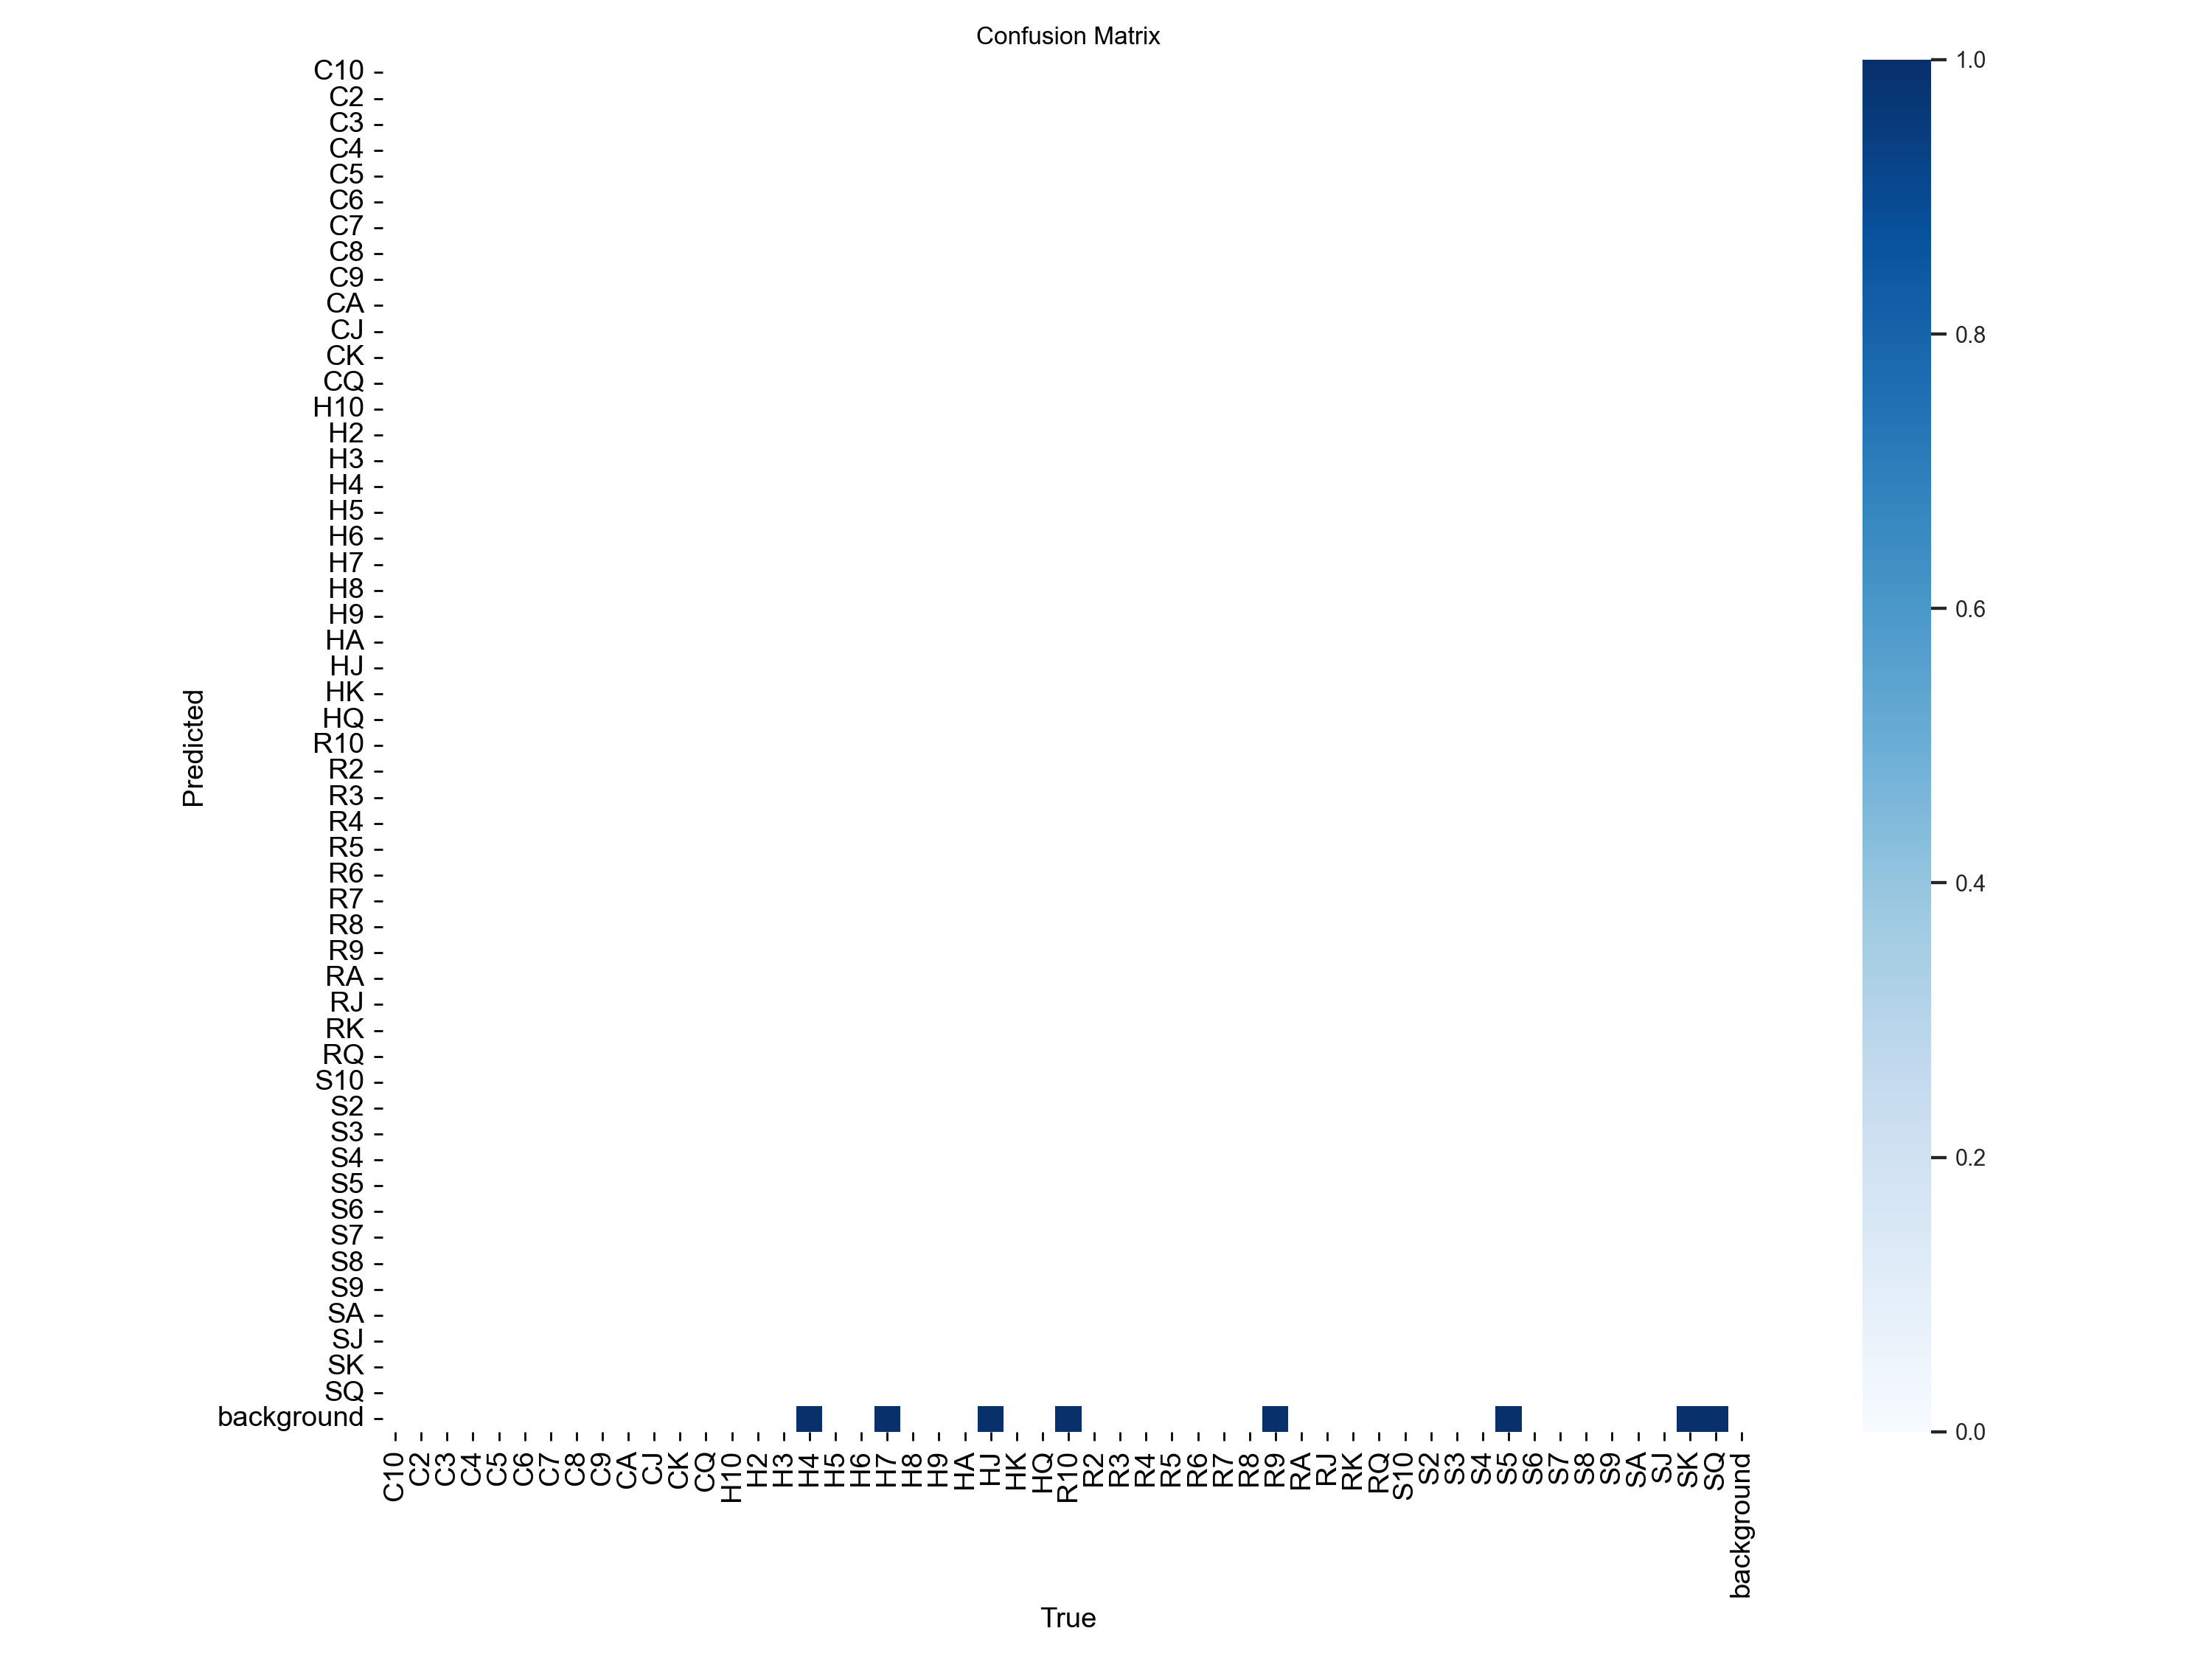 Confusion Matrix
C10
C2
C3
C4
C5
C6
C7
C8
C9
CA
CJ
CK
CQ
H10
H2
H3
H4
H5
H6
H7
H8
H9
HA
HJ
HK
HQ
R10
R2
R3
R4
R5
R6
R7
R8
R9
RA
RJ
RK
RQ
S10
S2
S3
S4
S5
S6
S7
S8
S9
SA
SJ
SK
SQ
background
Predicted
C10 C2 C3 C4 C5 C6 C7 C8 C9 CA CJ CK CQ H10 H2 H3 H4 H5 H6 H7 H8 H9 HA HJ HK HQ R10 R2 R3 R4 R5 R6 R7 R8 R9 RA RJ RK RQ S10 S2 S3 S4 S5 S6 S7 S8 S9 SA SJ SK SQ background
True
1.0
0.8
0.6
0.4
0.2
0.0